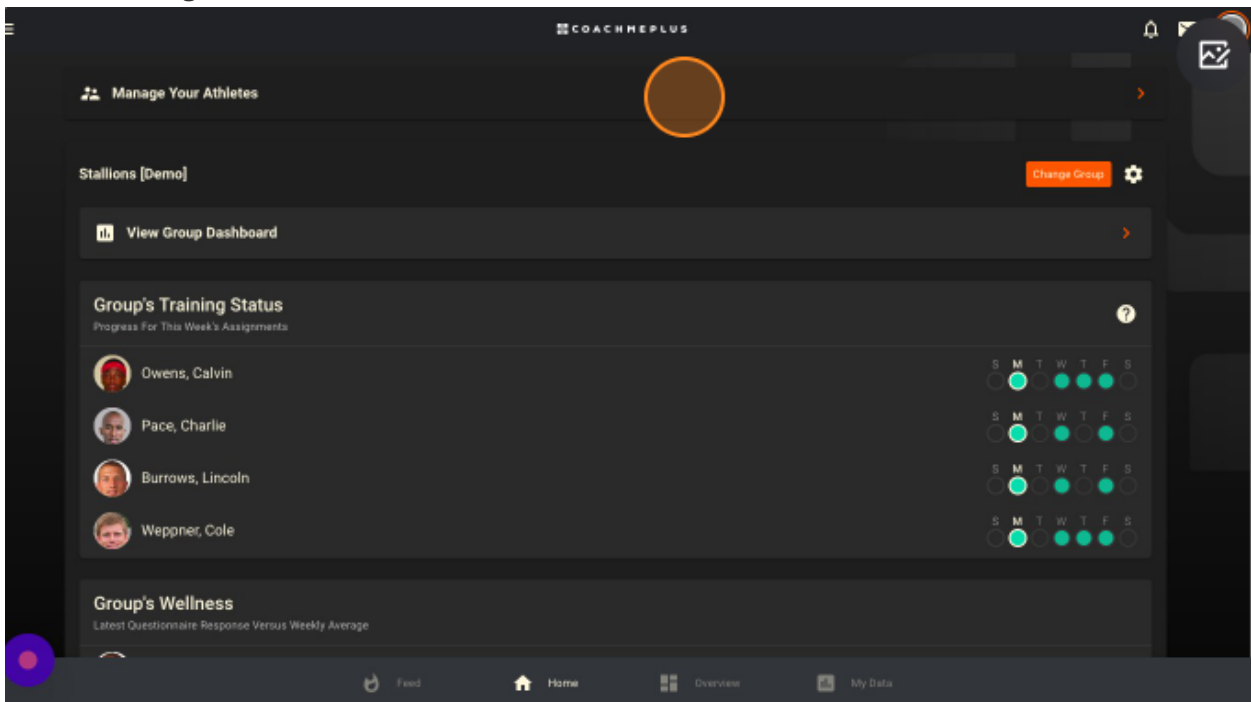 COACHMEPLUS
Manage Your Athletes
Stallions [Demo]
Change Group
View Group Dashboard
Group's Training Status
Progress For This Week's Assignments
Owens, Calvin
S M T W T F S
Pace, Charlie
S M T W T F S
Burrows, Lincoln
S M T W T F S
Weppner, Cole
S M T W T F S
Group's Wellness
Latest Questionnaire Response Versus Weekly Average
Feed Home Overview My Data